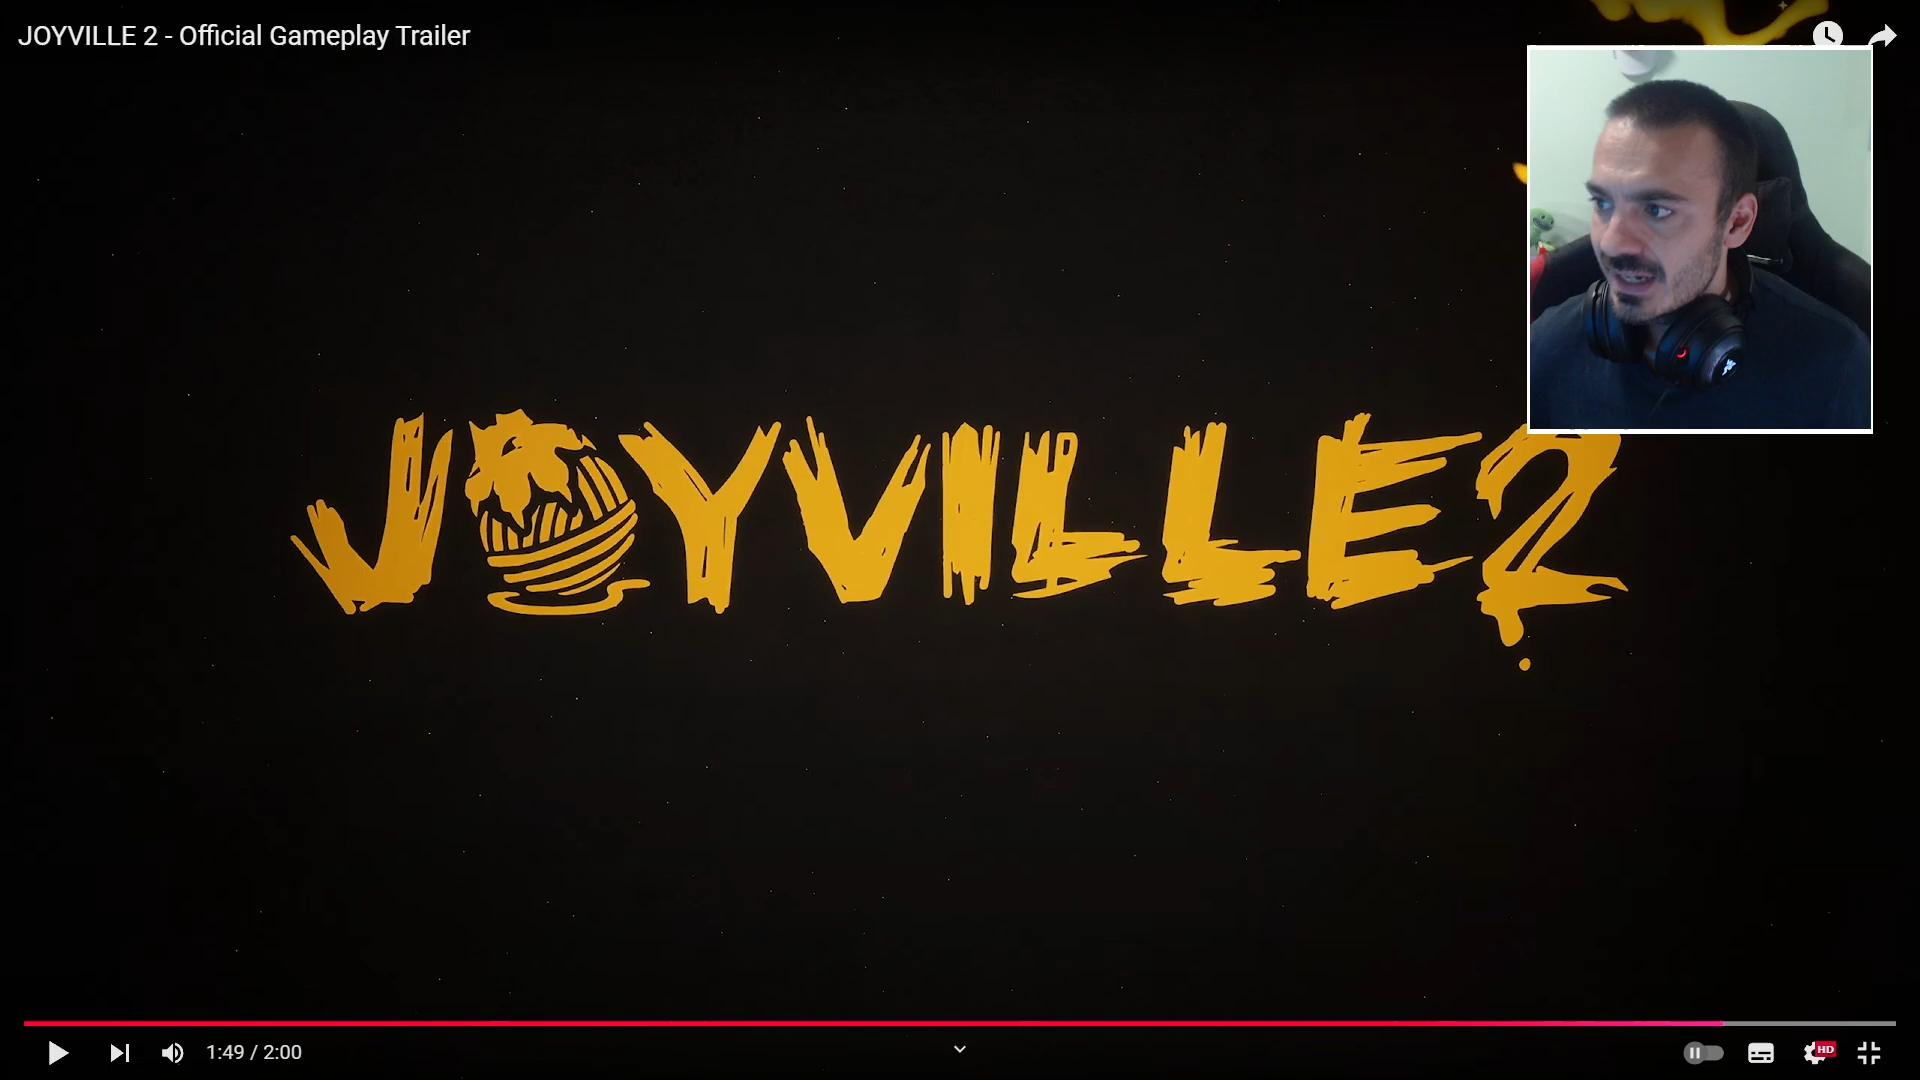 JOYVILLE 2 - Official Gameplay Trailer
JOYVILLE 2
1:49 / 2:00
HD